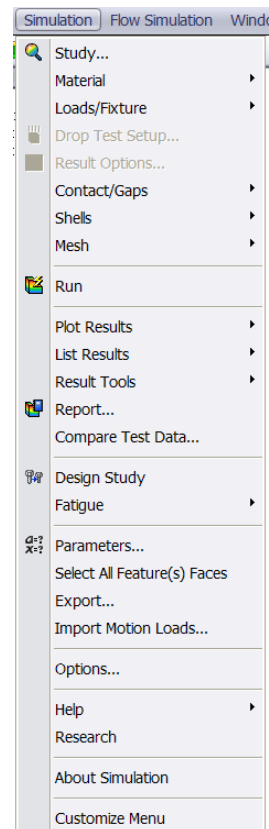 Simulation Flow Simulation
Study...
Material
Loads/Fixture
Drop Test Setup...
Result Options...
Contact/Gaps
Shells
Mesh
Run
Plot Results
List Results
Result Tools
Report...
Compare Test Data...
Design Study
Fatigue
a=?
x=?
Parameters...
Select All Feature(s) Faces
Export...
Import Motion Loads...
Options...
Help
Research
About Simulation
Customize Menu